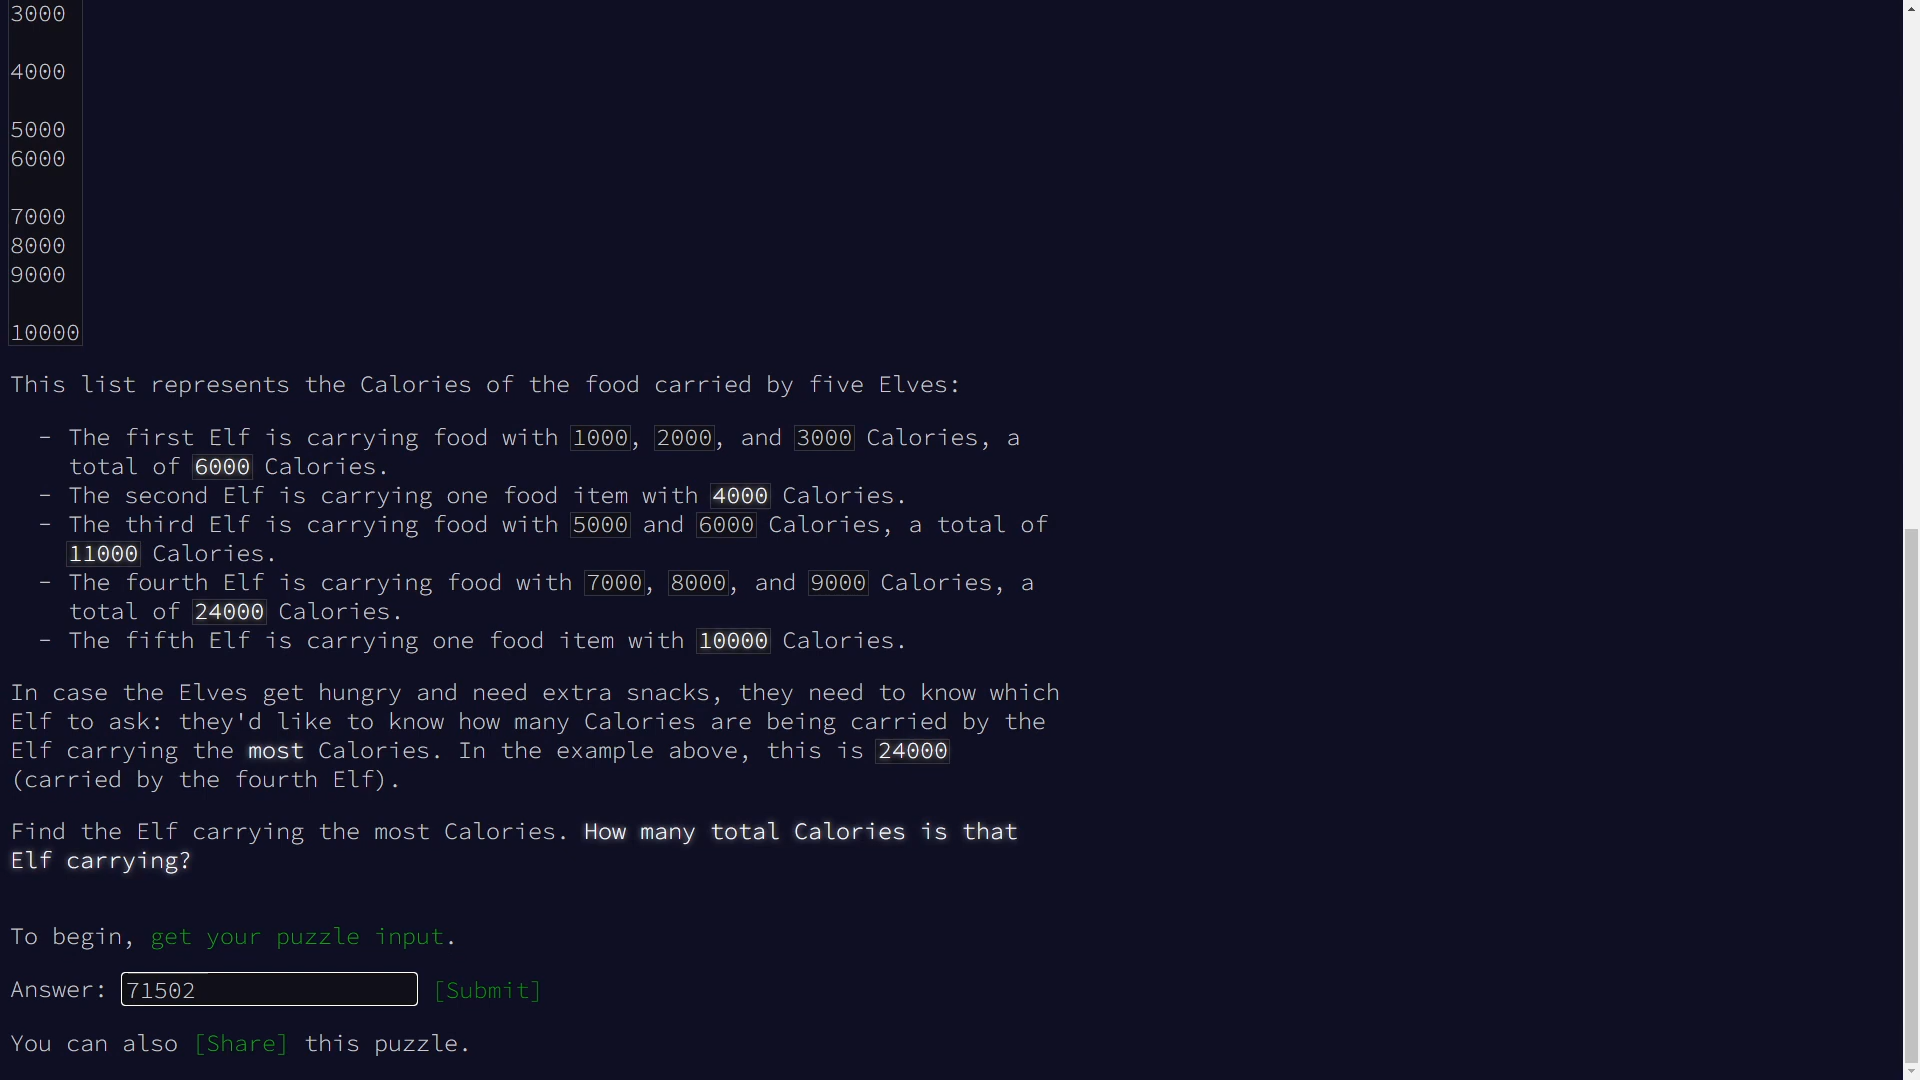 3000
4000
5000
6000
7000
8000
9000
10000
This list represents the Calories of the food carried by five Elves:
- The first Elf is carrying food with 1000, 2000, and 3000 Calories, a
total of 6000 Calories.
- The second Elf is carrying one food item with 4000 Calories.
- The third Elf is carrying food with 5000 and 6000 Calories, a total of
11000 Calories.
- The fourth Elf is carrying food with 7000, 8000, and 9000 Calories, a
total of 24000 Calories.
- The fifth Elf is carrying one food item with 10000 Calories.
In case the Elves get hungry and need extra snacks, they need to know which
Elf to ask: they'd like to know how many Calories are being carried by the
Elf carrying the most Calories. In the example above, this is 24000
(carried by the fourth Elf).
Find the Elf carrying the most Calories. How many total Calories is that
Elf carrying?
To begin, get your puzzle input.
Answer: 71502 [Submit]
You can also [Share] this puzzle.